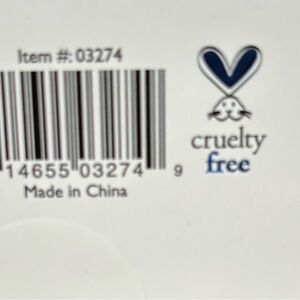 Item #: 03274
14655 03274 9
Made in China
cruelty
free